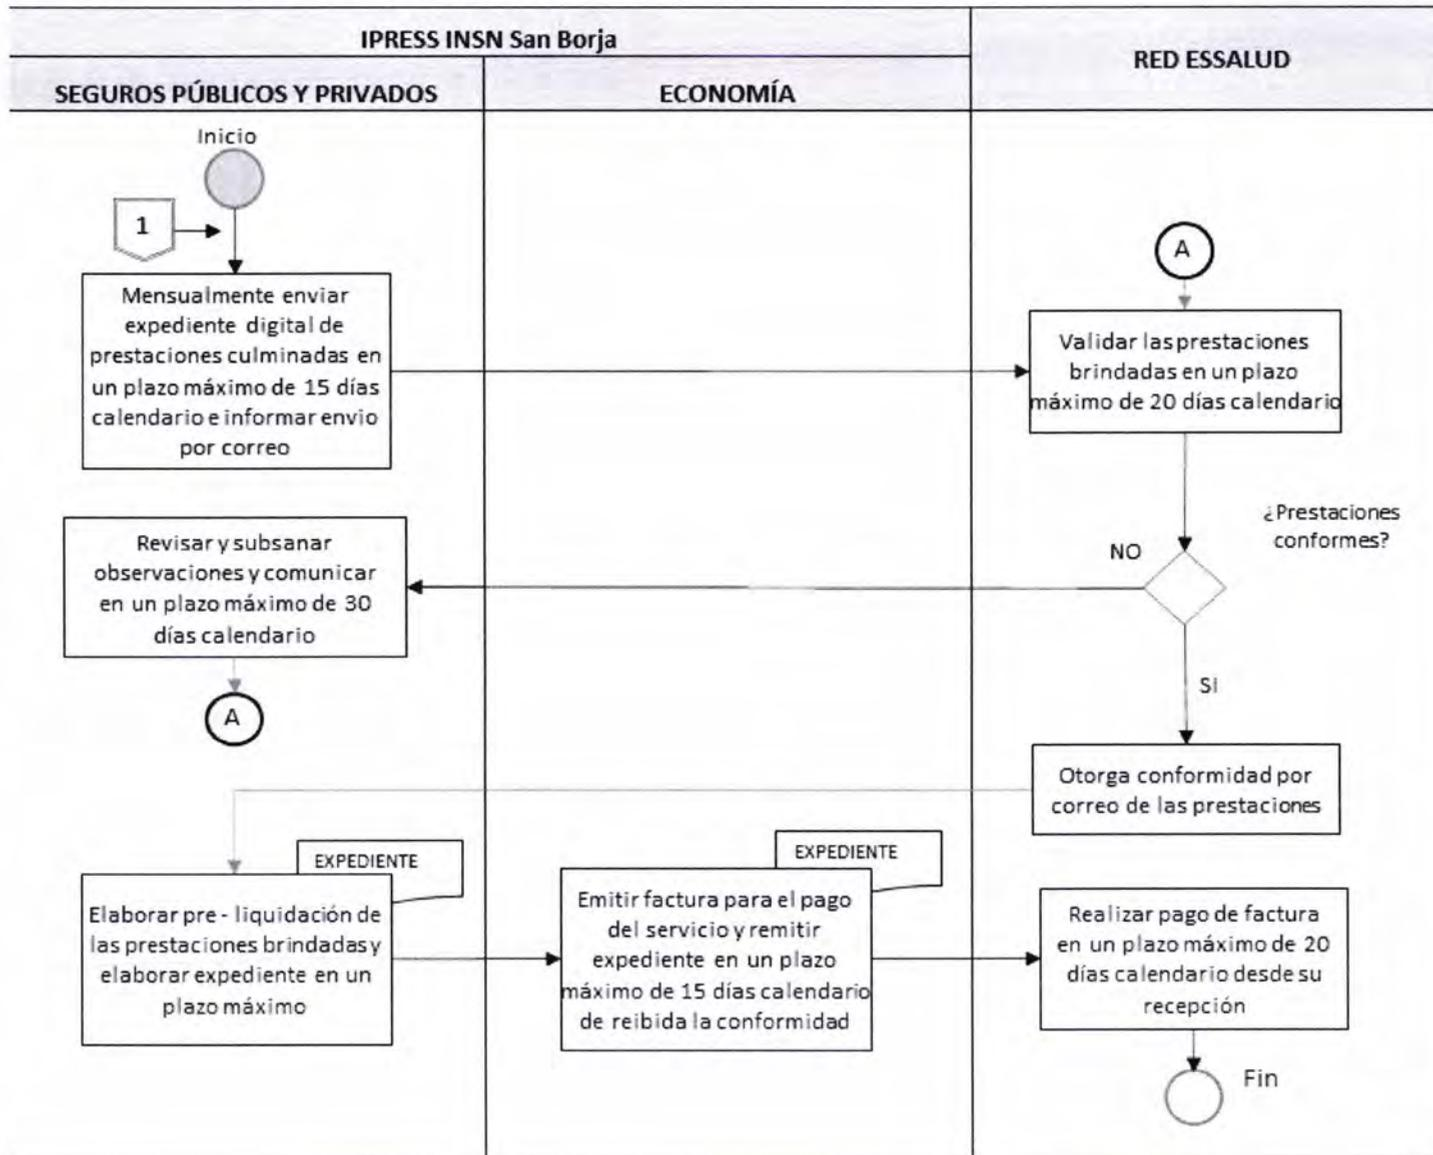 IPRESS INSN San Borja
RED ESSALUD
SEGUROS PÚBLICOS Y PRIVADOS
ECONOMÍA
Inicio
1
Mensualmente enviar
expediente digital de
prestaciones culminadas en
un plazo máximo de 15 días
calendario e informar envio
por correo
A
Validar las prestaciones
brindadas en un plazo
máximo de 20 días calendario
¿Prestaciones
conformes?
NO
SI
Revisar y subsanar
observaciones y comunicar
en un plazo máximo de 30
días calendario
A
Otorga conformidad por
correo de las prestaciones
EXPEDIENTE
Elaborar pre - liquidación de
las prestaciones brindadas y
elaborar expediente en un
plazo máximo
EXPEDIENTE
Emitir factura para el pago
del servicio y remitir
expediente en un plazo
máximo de 15 días calendario
de reibida la conformidad
Realizar pago de factura
en un plazo máximo de 20
días calendario desde su
recepción
Fin